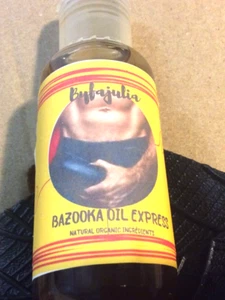 Bybajulia
BAZOOKA OIL EXPRESS
NATURAL ORGANIC INGREDIENTS